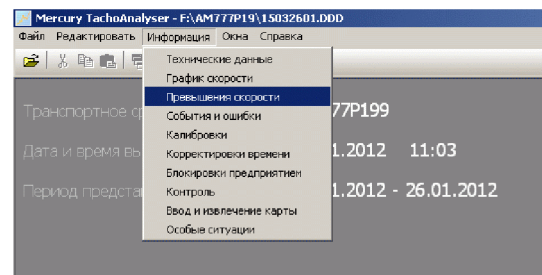 Mercury TachoAnalyser - F:\AM777P19\15032601.DDD
Файл Редактировать Информация Окна Справка
Технические данные
График скорости
Превышения скорости
События и ошибки
Калибровки
Корректировки времени
Блокировки предприятием
Контроль
Ввод и извлечение карты
Особые ситуации
Транспортное ср 77P199
Дата и время вы 1.2012 11:03
Период представ 1.2012 - 26.01.2012